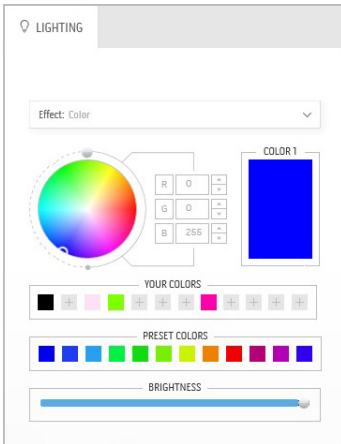 LIGHTING
Effect: Color
COLOR 1
R 0
G 0
B 255
YOUR COLORS
PRESET COLORS
BRIGHTNESS